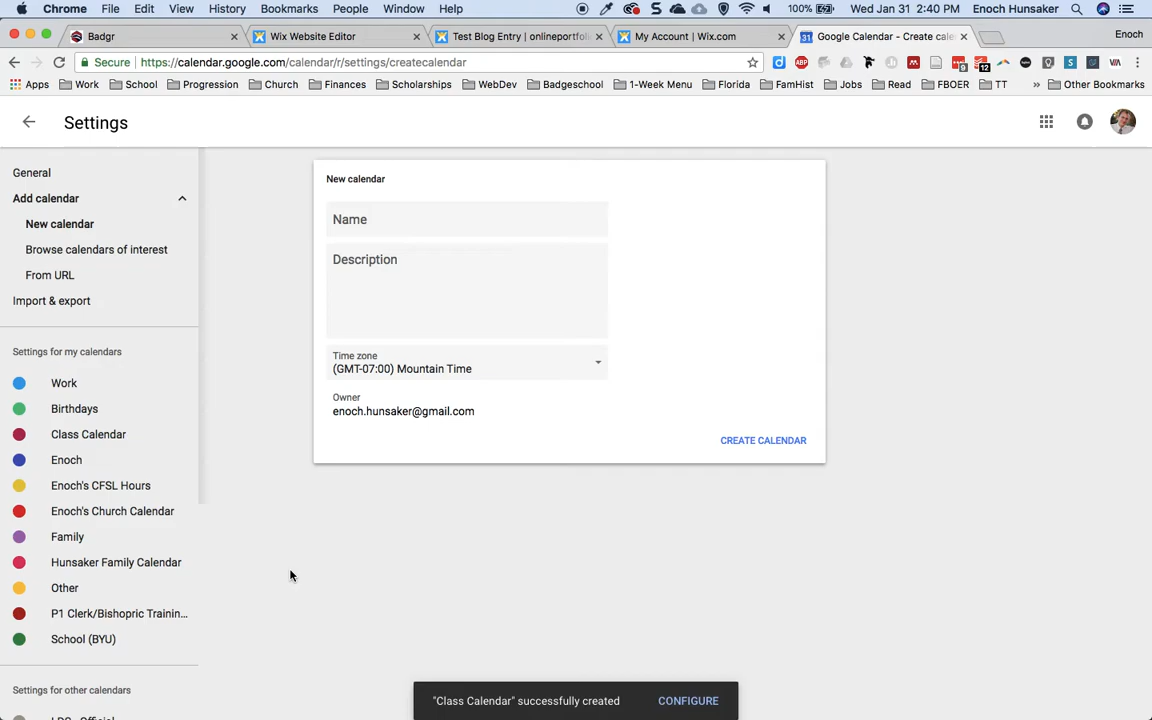 Chrome File Edit View History Bookmarks People Window Help 100% Wed Jan 31 2:40 PM Enoch Hunsaker
Badgr Wix Website Editor Test Blog Entry | onlineportfoli My Account | Wix.com 31 Google Calendar - Create cale Enoch
Secure https://calendar.google.com/calendar/r/settings/createcalendar ABP 9 12 S VIA
Apps Work School Progression Church Finances Scholarships WebDev Badgeschool 1-Week Menu Florida FamHist Jobs Read FBOER TT » Other Bookmarks
Settings
General
Add calendar
New calendar
Browse calendars of interest
From URL
Import & export
Settings for my calendars
Work
Birthdays
Class Calendar
Enoch
Enoch's CFSL Hours
Enoch's Church Calendar
Family
Hunsaker Family Calendar
Other
P1 Clerk/Bishopric Trainin...
School (BYU)
Settings for other calendars
New calendar
Name
Description
Time zone
(GMT-07:00) Mountain Time
Owner
enoch.hunsaker@gmail.com
CREATE CALENDAR
"Class Calendar" successfully created CONFIGURE